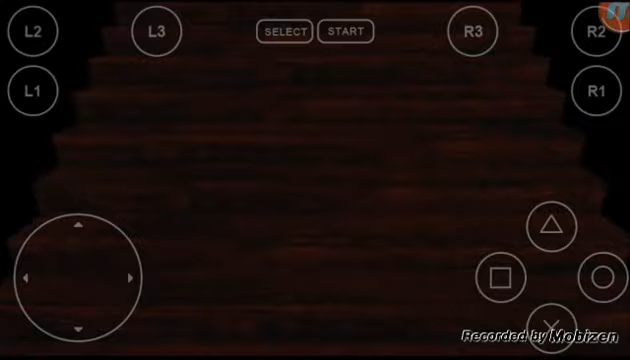 L2
L3
SELECT
START
R3
R2
L1
R1
Recorded by Mobizen